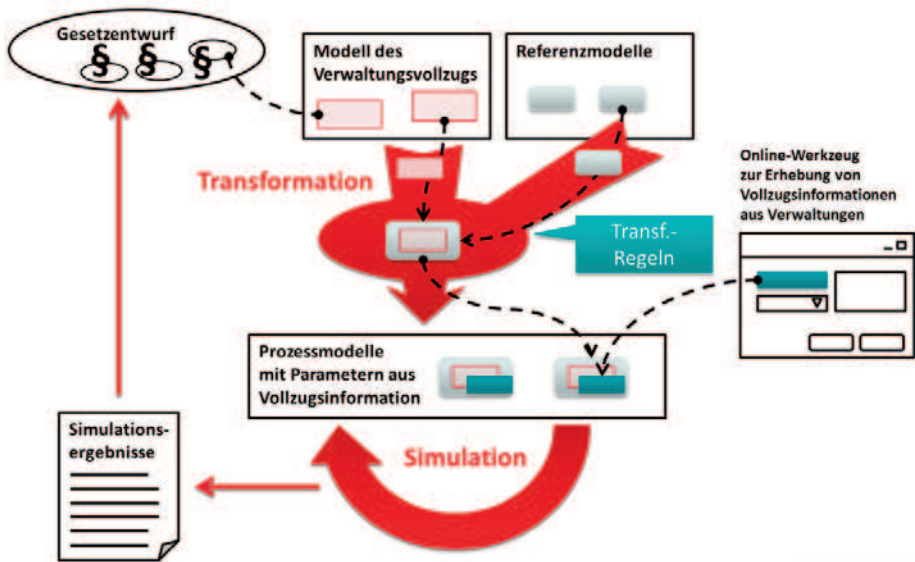 Gesetzentwurf
§ § §
Modell des
Verwaltungsvollzugs
Referenzmodelle
Transformation
Transf.-
Regeln
Online-Werkzeug
zur Erhebung von
Vollzugsinformationen
aus Verwaltungen
Prozessmodelle
mit Parametern aus
Vollzugsinformation
Simulation
Simulations-
ergebnisse